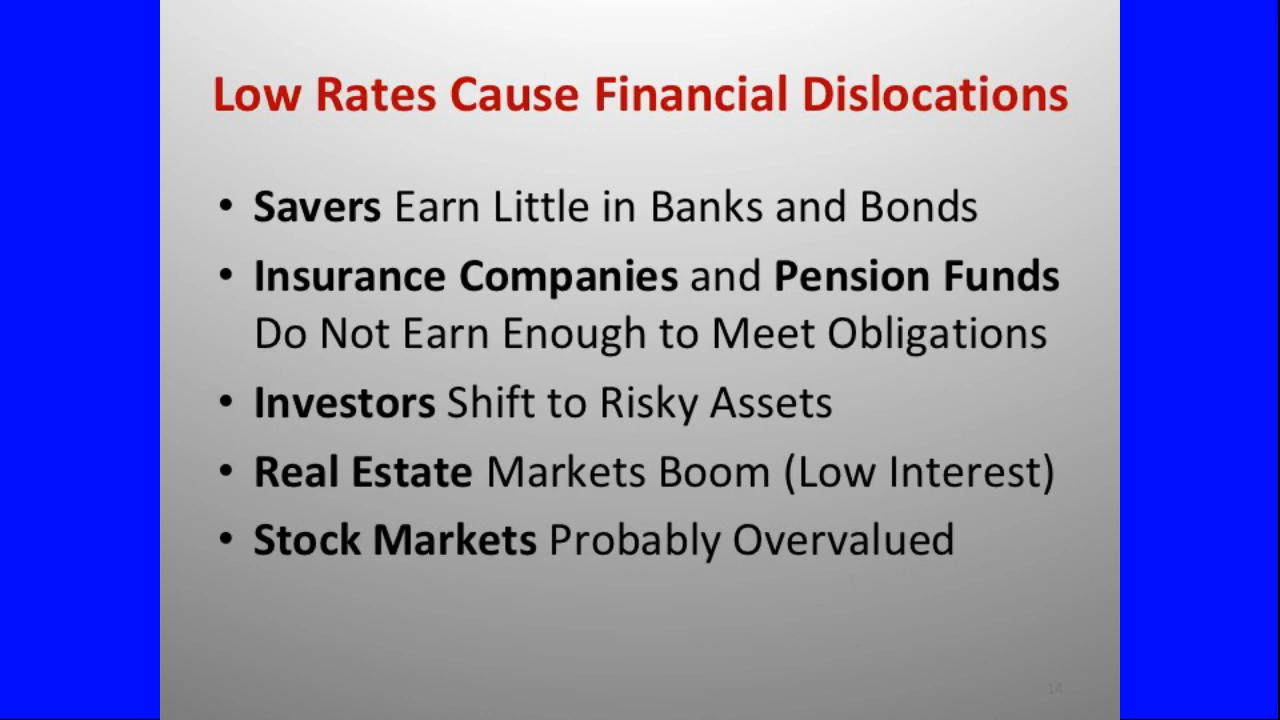 Low Rates Cause Financial Dislocations
• Savers Earn Little in Banks and Bonds
• Insurance Companies and Pension Funds
Do Not Earn Enough to Meet Obligations
• Investors Shift to Risky Assets
• Real Estate Markets Boom (Low Interest)
• Stock Markets Probably Overvalued
14